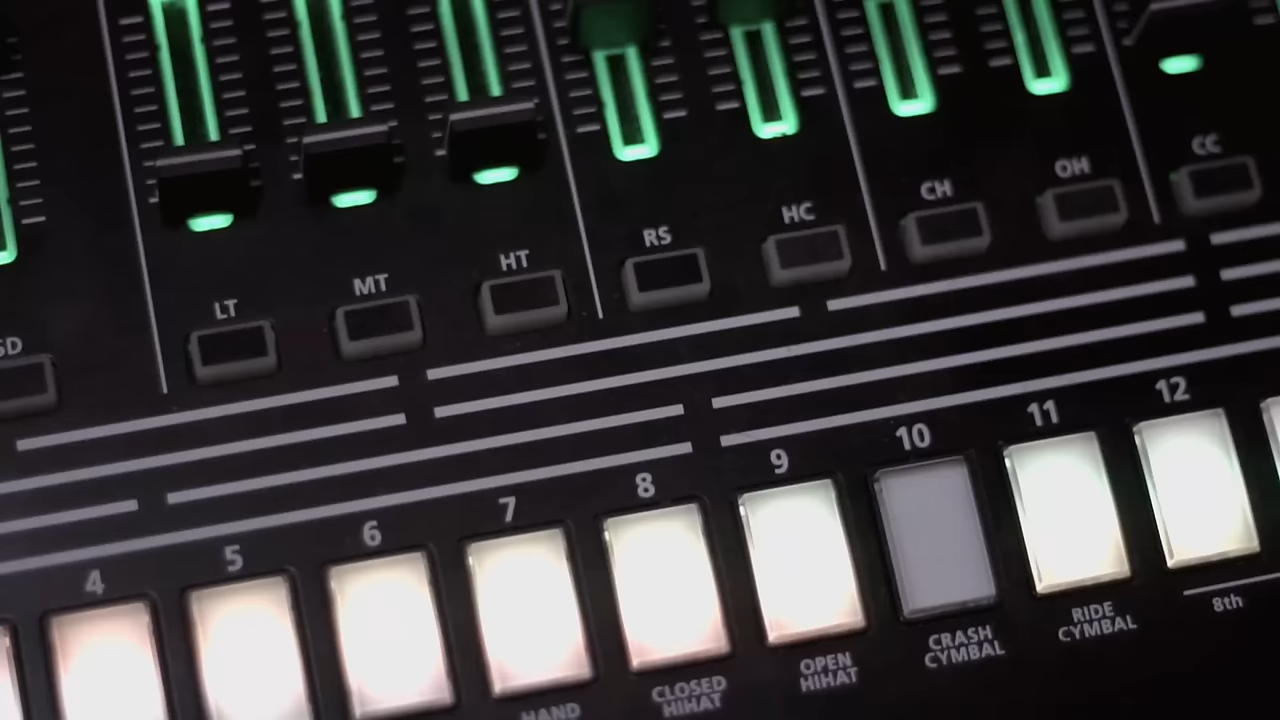 SD
LT
MT
HT
RS
HC
CH
OH
CC
4
5
6
7
8
9
10
11
12
HAND
CLOSED
HIHAT
OPEN
HIHAT
CRASH
CYMBAL
RIDE
CYMBAL
8th